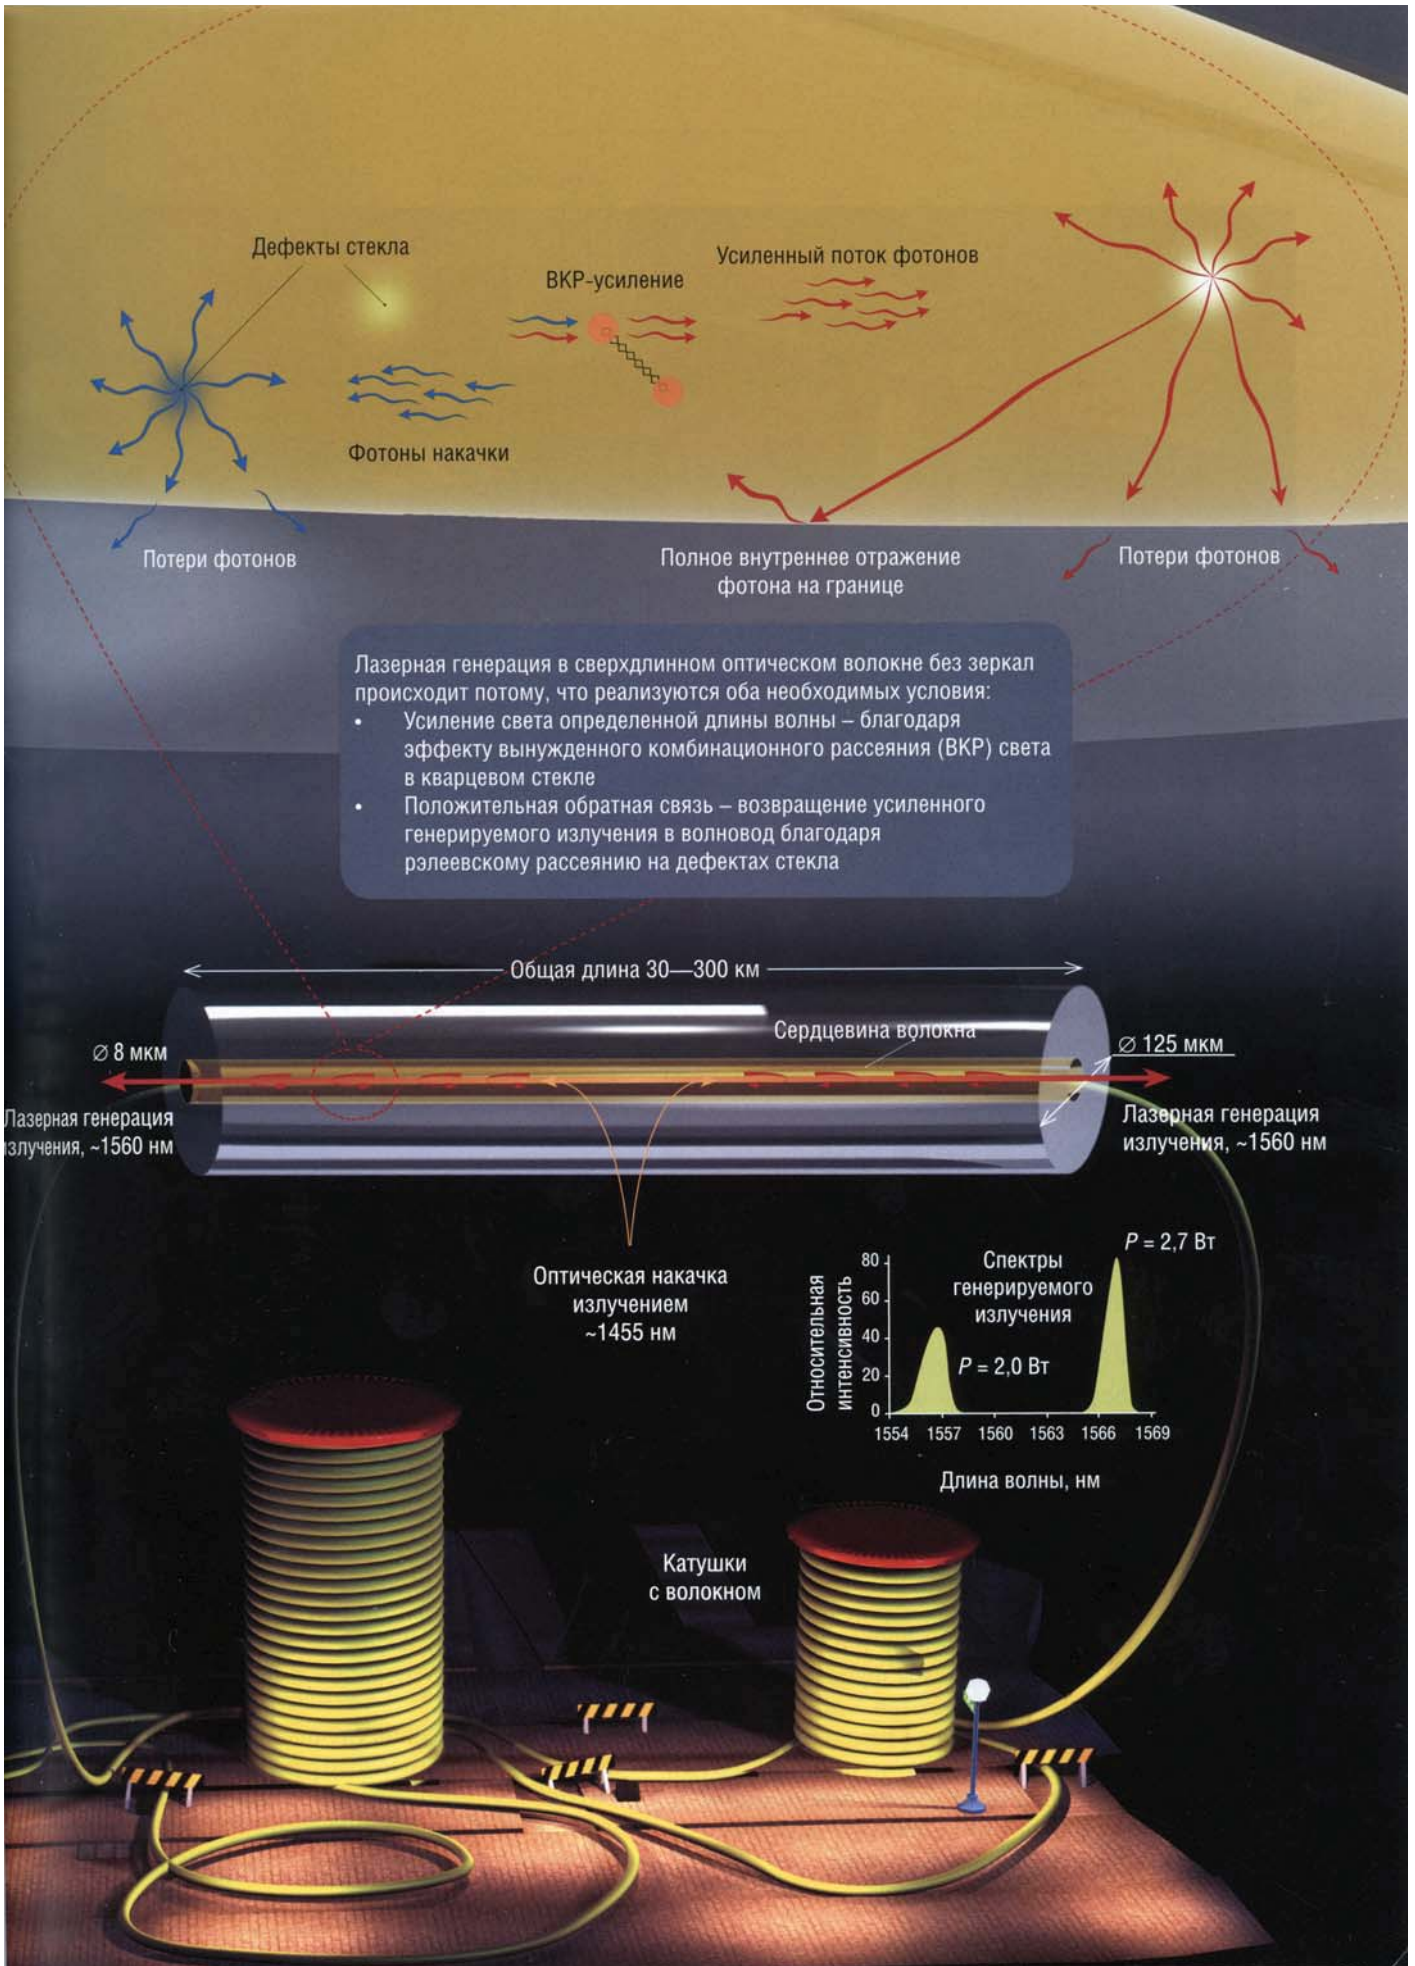 Дефекты стекла
ВКР-усиление
Усиленный поток фотонов
Фотоны накачки
Потери фотонов
Полное внутреннее отражение
фотона на границе
Потери фотонов
Лазерная генерация в сверхдлинном оптическом волокне без зеркал
происходит потому, что реализуются оба необходимых условия:
• Усиление света определенной длины волны – благодаря
эффекту вынужденного комбинационного рассеяния (ВКР) света
в кварцевом стекле
• Положительная обратная связь – возвращение усиленного
генерируемого излучения в волновод благодаря
рэлеевскому рассеянию на дефектах стекла
Общая длина 30—300 км
Сердцевина волокна
∅ 8 мкм
∅ 125 мкм
Лазерная генерация
излучения, ~1560 нм
Лазерная генерация
излучения, ~1560 нм
Оптическая накачка
излучением
~1455 нм
Относительная
интенсивность
80
60
40
20
0
Спектры
генерируемого
излучения
P = 2,7 Вт
P = 2,0 Вт
1554 1557 1560 1563 1566 1569
Длина волны, нм
Катушки
с волокном